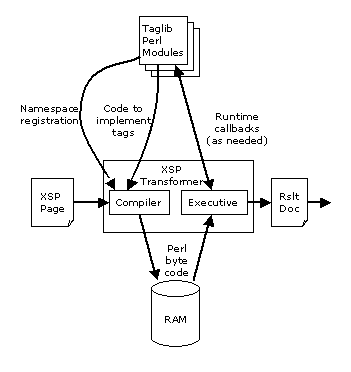 Taglib
Perl
Modules
Namespace
registration
Code to
implement
tags
Runtime
callbacks
(as needed)
XSP
Transformer
XSP
Page
Compiler
Executive
Rslt
Doc
Perl
byte
code
RAM